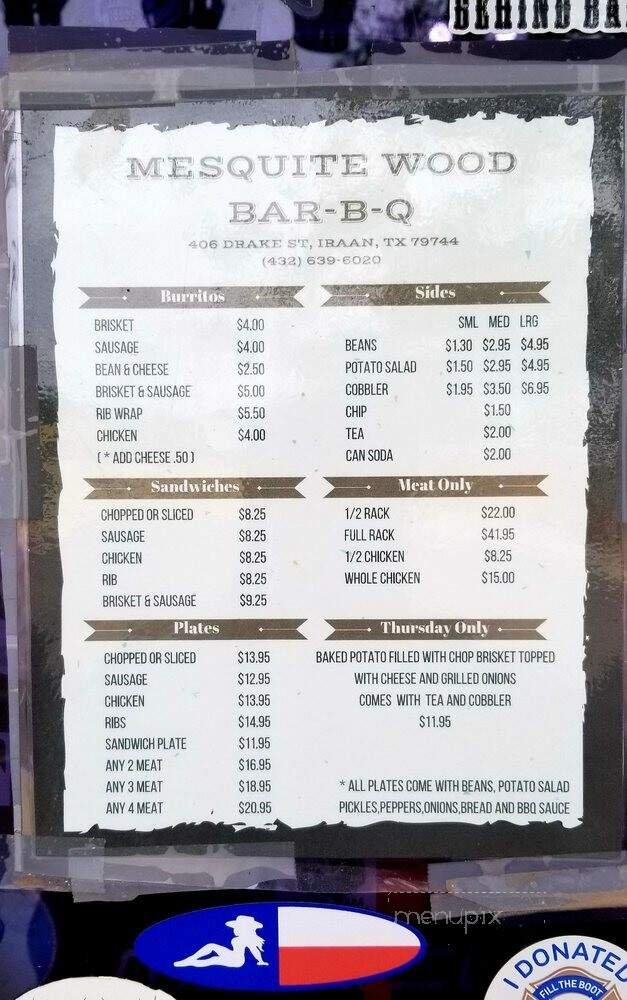 BEHIND BA
MESQUITE WOOD
BAR-B-Q
406 DRAKE ST, IRAAN, TX 79744
(432) 639-6020
Burritos
BRISKET $4.00
SAUSAGE $4.00
BEAN & CHEESE $2.50
BRISKET & SAUSAGE $5.00
RIB WRAP $5.50
CHICKEN $4.00
( * ADD CHEESE .50 )
Sides
SML MED LRG
BEANS $1.30 $2.95 $4.95
POTATO SALAD $1.50 $2.95 $4.95
COBBLER $1.95 $3.50 $6.95
CHIP $1.50
TEA $2.00
CAN SODA $2.00
Sandwiches
CHOPPED OR SLICED $8.25
SAUSAGE $8.25
CHICKEN $8.25
RIB $8.25
BRISKET & SAUSAGE $9.25
Meat Only
1/2 RACK $22.00
FULL RACK $41.95
1/2 CHICKEN $8.25
WHOLE CHICKEN $15.00
Plates
CHOPPED OR SLICED $13.95
SAUSAGE $12.95
CHICKEN $13.95
RIBS $14.95
SANDWICH PLATE $11.95
ANY 2 MEAT $16.95
ANY 3 MEAT $18.95
ANY 4 MEAT $20.95
Thursday Only
BAKED POTATO FILLED WITH CHOP BRISKET TOPPED
WITH CHEESE AND GRILLED ONIONS
COMES WITH TEA AND COBBLER
$11.95
* ALL PLATES COME WITH BEANS, POTATO SALAD
PICKLES,PEPPERS,ONIONS,BREAD AND BBQ SAUCE
menupix
I DONATED
FILL THE BOOT